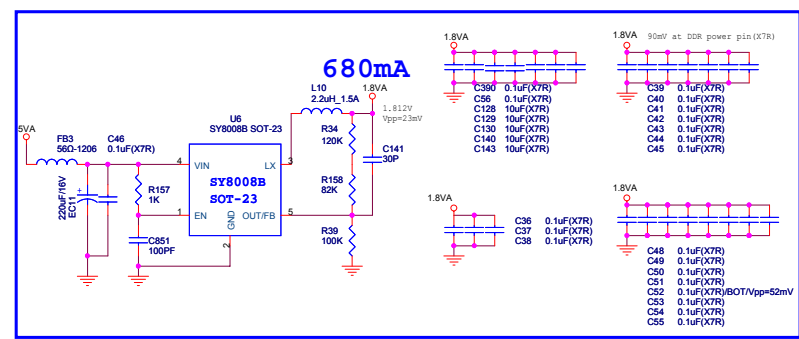 680mA
5VA
FB3
56Ω-1206
C46
0.1uF(X7R)
220uF/16V
EC11
+
R157
1K
C851
100PF
U6
SY8008B SOT-23
4
VIN
LX
3
SY8008B
SOT-23
1
EN
GND
2
OUT/FB
5
L10
2.2uH_1.5A
1.8VA
1.812V
Vpp=23mV
R34
120K
C141
30P
R158
82K
R39
100K
1.8VA
C390 0.1uF(X7R)
C56 0.1uF(X7R)
C128 10uF(X7R)
C129 10uF(X7R)
C130 10uF(X7R)
C140 10uF(X7R)
C143 10uF(X7R)
1.8VA
90mV at DDR power pin(X7R)
C39 0.1uF(X7R)
C40 0.1uF(X7R)
C41 0.1uF(X7R)
C42 0.1uF(X7R)
C43 0.1uF(X7R)
C44 0.1uF(X7R)
C45 0.1uF(X7R)
1.8VA
C36 0.1uF(X7R)
C37 0.1uF(X7R)
C38 0.1uF(X7R)
1.8VA
C48 0.1uF(X7R)
C49 0.1uF(X7R)
C50 0.1uF(X7R)
C51 0.1uF(X7R)
C52 0.1uF(X7R)/BOT/Vpp=52mV
C53 0.1uF(X7R)
C54 0.1uF(X7R)
C55 0.1uF(X7R)